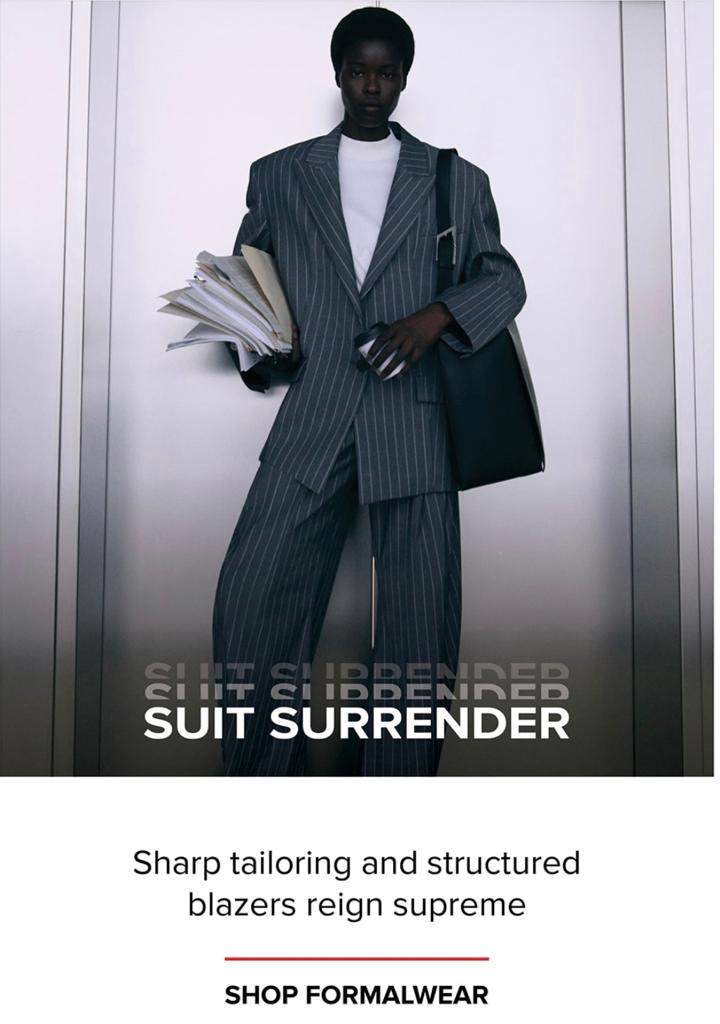 SUIT SURRENDER
SUIT SURRENDER
SUIT SURRENDER
Sharp tailoring and structured
blazers reign supreme
SHOP FORMALWEAR